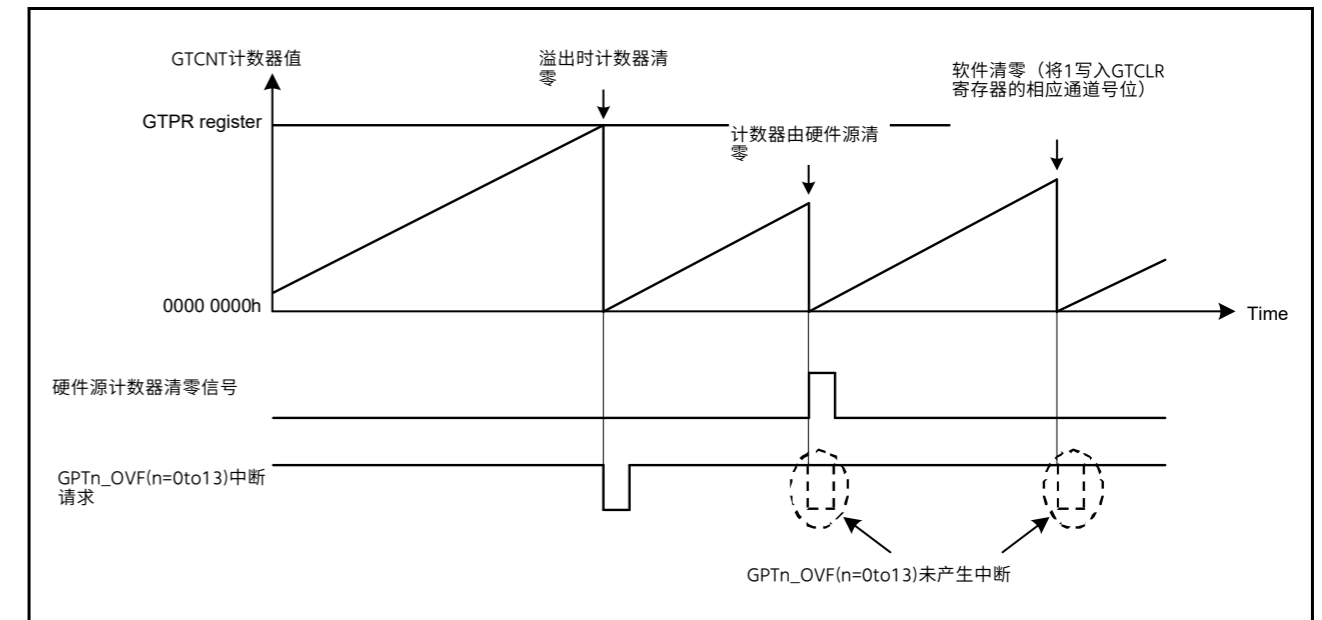 GTCNT计数器值
溢出时计数器清
零
软件清零（将1写入GTCLR
寄存器的相应通道号位）
GTPR register
计数器由硬件源清
零
0000 0000h
Time
硬件源计数器清零信号
GPTn_OVF(n=0to13)中断
请求
GPTn_OVF(n=0to13)未产生中断